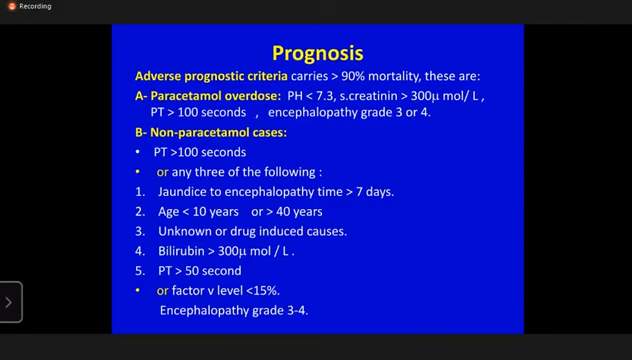 Recording
Prognosis
Adverse prognostic criteria carries > 90% mortality, these are:
A- Paracetamol overdose: PH < 7.3, s.creatinin > 300μ mol/ L ,
PT > 100 seconds , encephalopathy grade 3 or 4.
B- Non-paracetamol cases:
• PT >100 seconds
• or any three of the following :
1. Jaundice to encephalopathy time > 7 days.
2. Age < 10 years or > 40 years
3. Unknown or drug induced causes.
4. Bilirubin > 300μ mol / L .
5. PT > 50 second
• or factor v level <15%.
Encephalopathy grade 3-4.